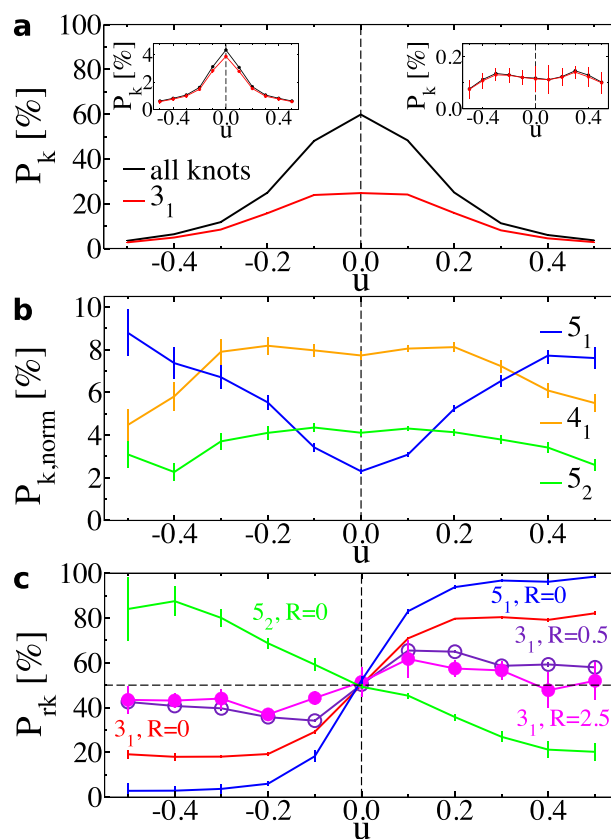 a
100
80
60
40
20
0
P_k [%]
4
2
0
P_k [%]
-0.4
0.0
0.4
u
0.2
0.0
P_k [%]
-0.4
0.0
0.4
u
all knots
3_1
-0.4
-0.2
0.0
0.2
0.4
u
b
10
8
6
4
2
0
P_k,norm [%]
5_1
4_1
5_2
-0.4
-0.2
0.0
0.2
0.4
u
c
100
80
60
40
20
0
P_rk [%]
5_2, R=0
5_1, R=0
3_1, R=0.5
3_1, R=0
3_1, R=2.5
-0.4
-0.2
0.0
0.2
0.4
u